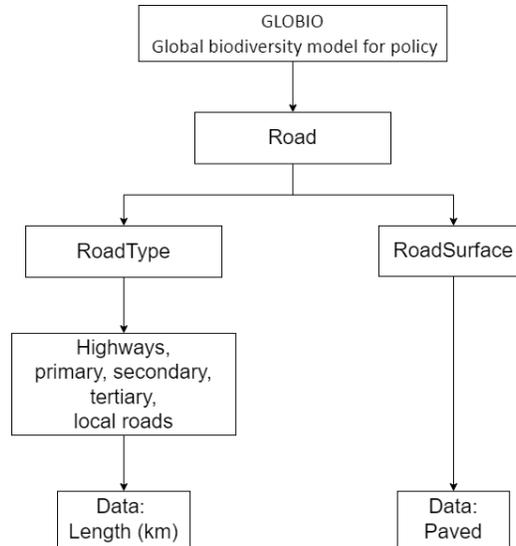 GLOBIO
Global biodiversity model for policy
Road
RoadType
RoadSurface
Highways,
primary, secondary,
tertiary,
local roads
Data:
Length (km)
Data:
Paved